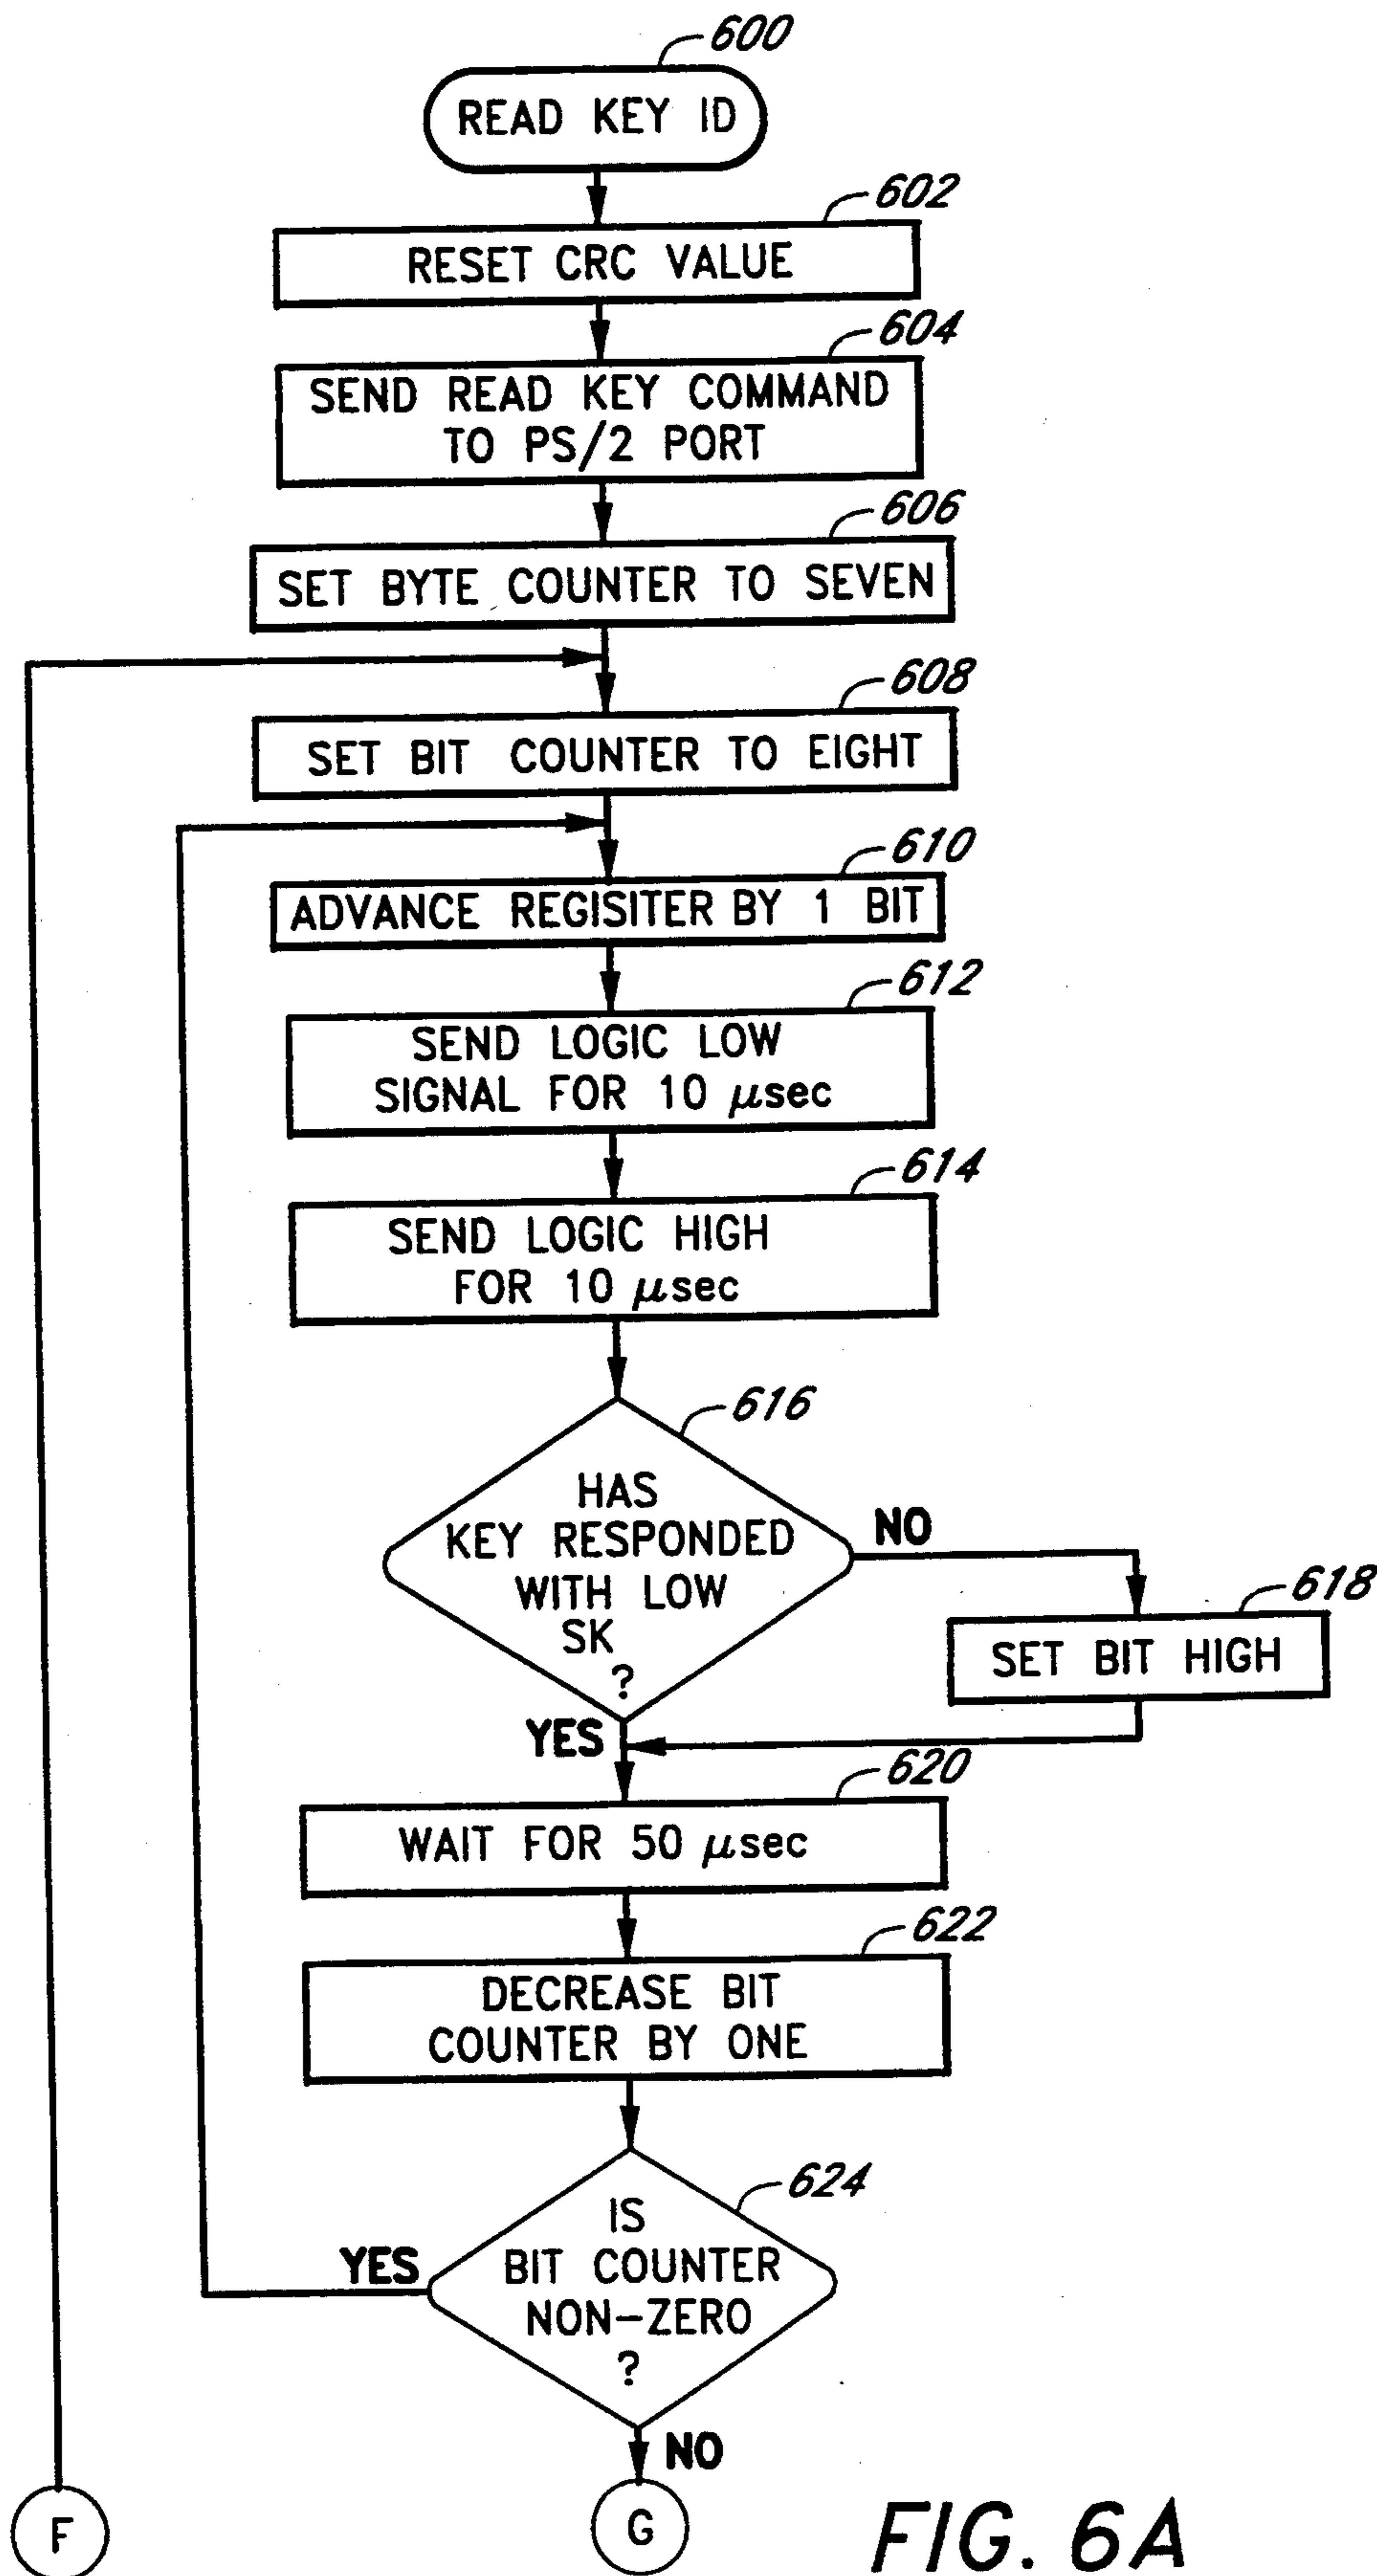 600
READ KEY ID
602
RESET CRC VALUE
604
SEND READ KEY COMMAND
TO PS/2 PORT
606
SET BYTE COUNTER TO SEVEN
608
SET BIT COUNTER TO EIGHT
610
ADVANCE REGISITER BY 1 BIT
612
SEND LOGIC LOW
SIGNAL FOR 10 μsec
614
SEND LOGIC HIGH
FOR 10 μsec
616
HAS
KEY RESPONDED
WITH LOW
SK
?
NO
618
SET BIT HIGH
YES
620
WAIT FOR 50 μsec
622
DECREASE BIT
COUNTER BY ONE
624
IS
BIT COUNTER
NON-ZERO
?
YES
NO
F
G
FIG. 6A